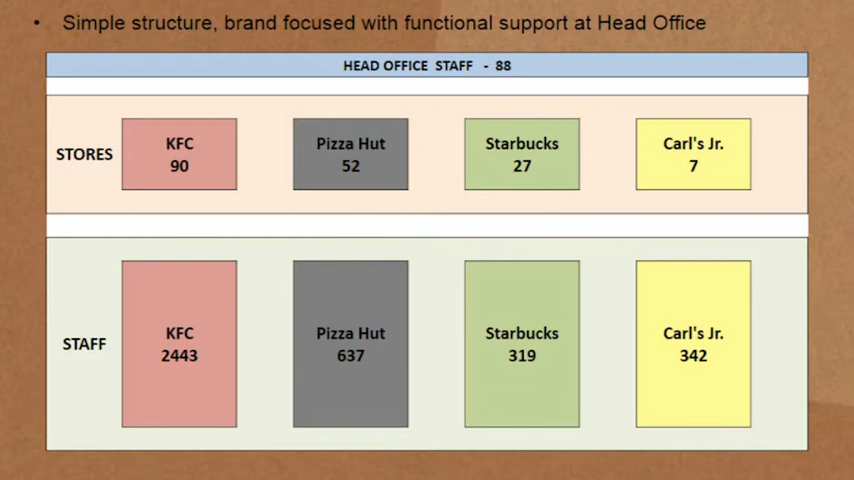 • Simple structure, brand focused with functional support at Head Office
HEAD OFFICE STAFF - 88
STORES
KFC
90
Pizza Hut
52
Starbucks
27
Carl's Jr.
7
STAFF
KFC
2443
Pizza Hut
637
Starbucks
319
Carl's Jr.
342